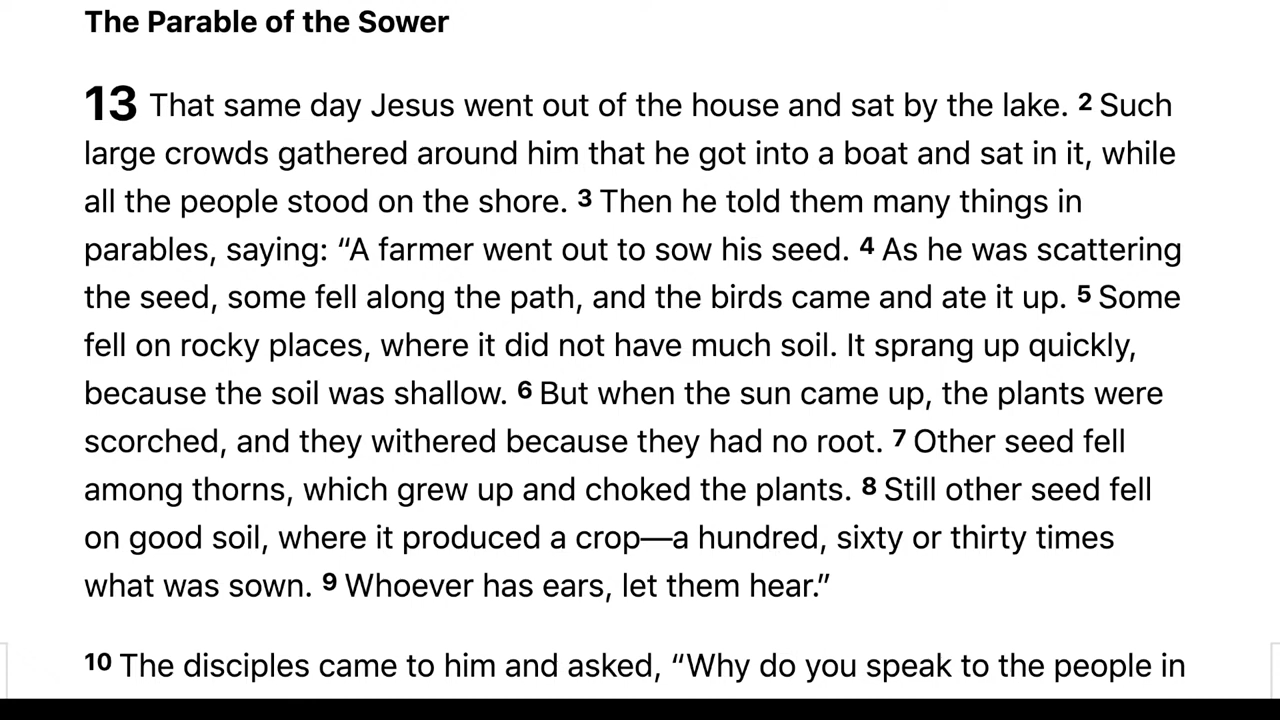 The Parable of the Sower
13 That same day Jesus went out of the house and sat by the lake. 2 Such
large crowds gathered around him that he got into a boat and sat in it, while
all the people stood on the shore. 3 Then he told them many things in
parables, saying: “A farmer went out to sow his seed. 4 As he was scattering
the seed, some fell along the path, and the birds came and ate it up. 5 Some
fell on rocky places, where it did not have much soil. It sprang up quickly,
because the soil was shallow. 6 But when the sun came up, the plants were
scorched, and they withered because they had no root. 7 Other seed fell
among thorns, which grew up and choked the plants. 8 Still other seed fell
on good soil, where it produced a crop—a hundred, sixty or thirty times
what was sown. 9 Whoever has ears, let them hear.”
10 The disciples came to him and asked, “Why do you speak to the people in